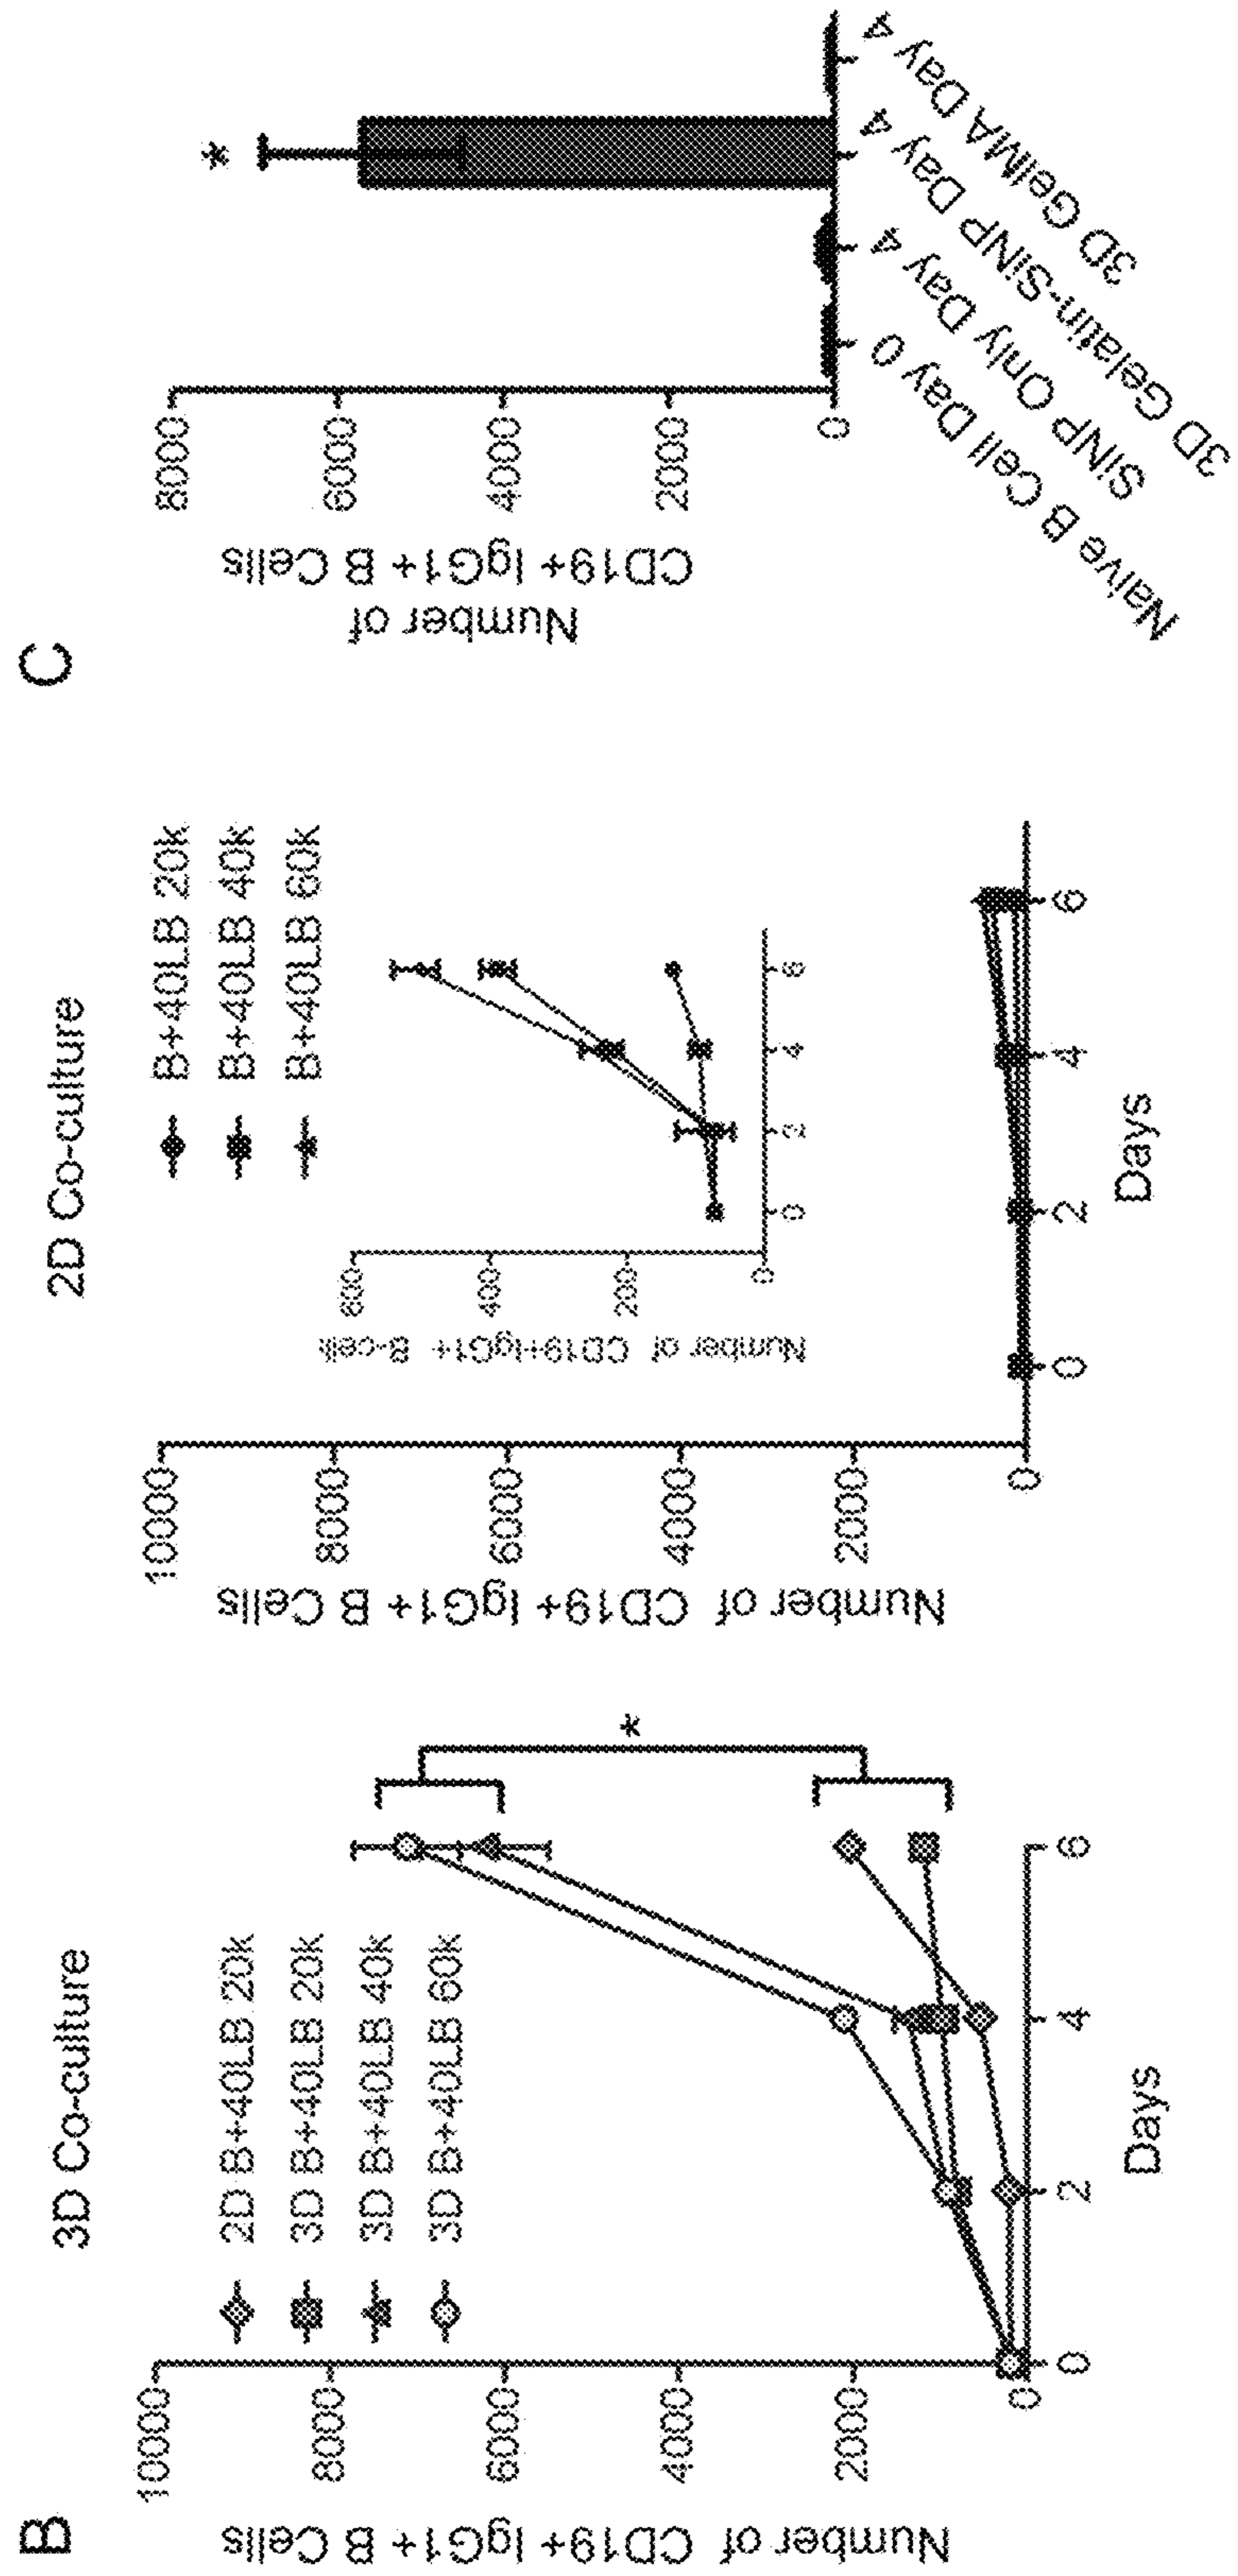 B
3D Co-culture
2D B+40LB 20k
3D B+40LB 20k
3D B+40LB 40k
3D B+40LB 60k
*
Number of CD19+ IgG1+ B Cells
10000
8000
6000
4000
2000
0
0 2 4 6
Days
2D Co-culture
B+40LB 20k
B+40LB 40k
B+40LB 60k
Number of CD19+ IgG1+ B Cells
10000
8000
6000
4000
2000
0
0 2 4 6
Days
Number of CD19+IgG1+ B-cell
600
400
200
0
0 2 4 6
C
*
Number of
CD19+ IgG1+ B Cells
8000
6000
4000
2000
0
Naive B Cell Day 0
SiNP Only Day 4
3D Gelatin-SiNP Day 4
3D GelMA Day 4